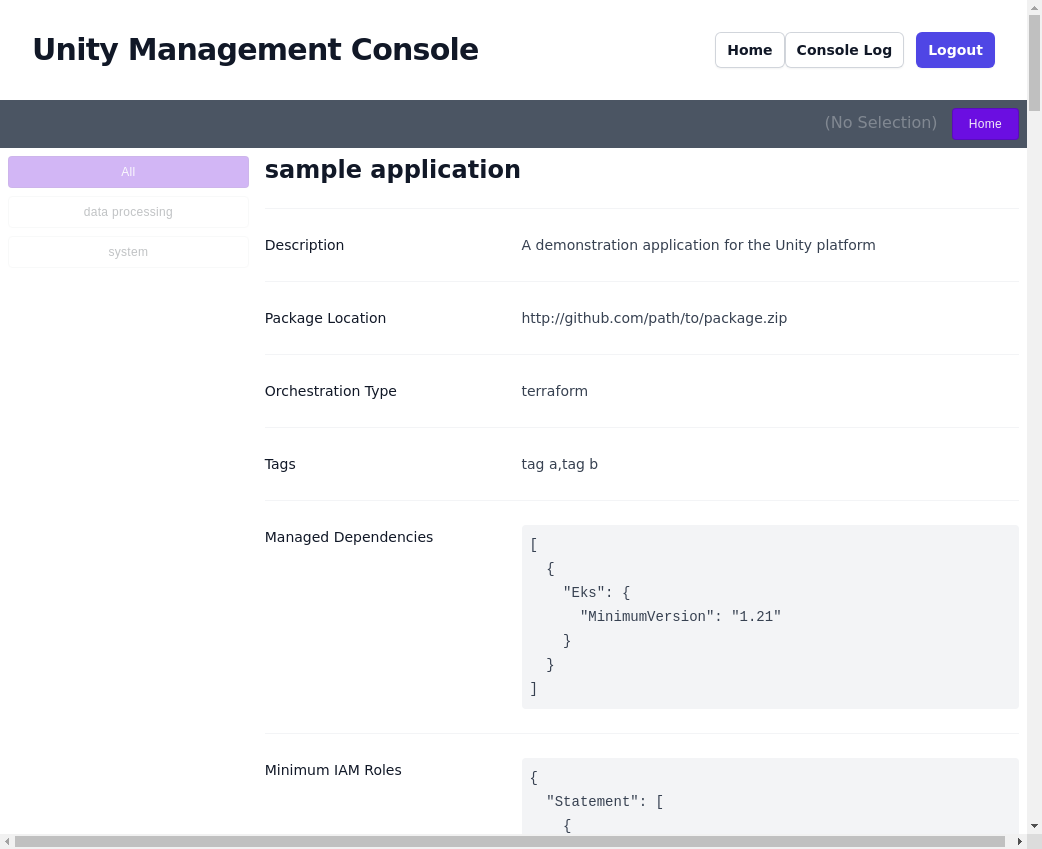 Unity Management Console
Home
Console Log
Logout
(No Selection)
Home
All
data processing
system
sample application
Description
A demonstration application for the Unity platform
Package Location
http://github.com/path/to/package.zip
Orchestration Type
terraform
Tags
tag a,tag b
Managed Dependencies
[
  {
    "Eks": {
      "MinimumVersion": "1.21"
    }
  }
]
Minimum IAM Roles
{
  "Statement": [
    {